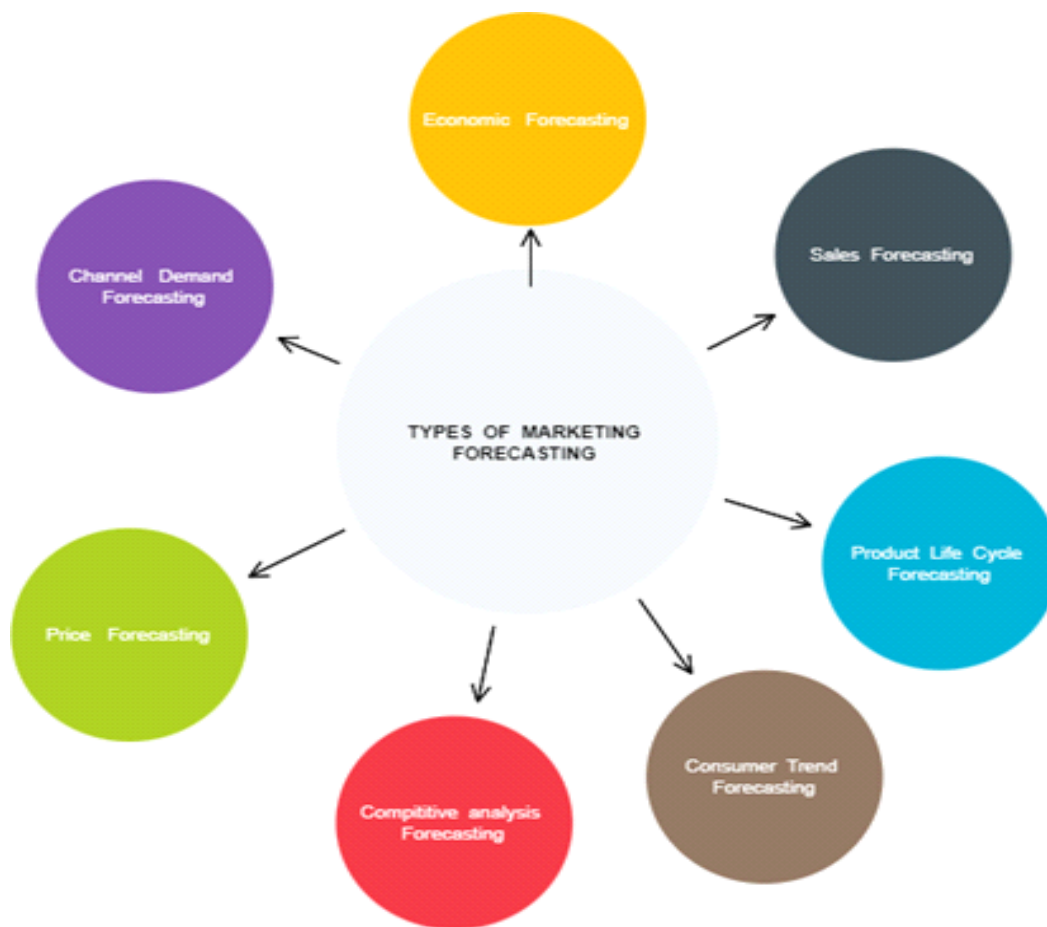 Economic Forecasting
Sales Forecasting
Channel Demand
Forecasting
TYPES OF MARKETING
FORECASTING
Product Life Cycle
Forecasting
Price Forecasting
Consumer Trend
Forecasting
Compititive analysis
Forecasting